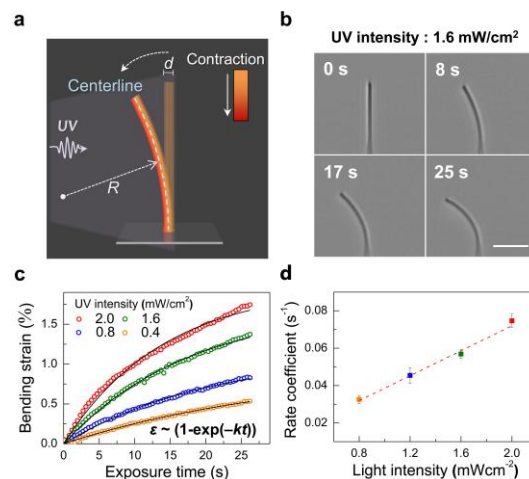 a
d
Contraction
Centerline
UV
R
b
UV intensity : 1.6 mW/cm²
0 s
8 s
17 s
25 s
c
Bending strain (%)
UV intensity (mW/cm²)
2.0 1.6
0.8 0.4
2.0
1.5
1.0
0.5
0.0
ε ~ (1-exp(-kt))
0 5 10 15 20 25 30
Exposure time (s)
d
Rate coefficient (s⁻¹)
0.08
0.06
0.04
0.02
0.8 1.2 1.6 2.0
Light intensity (mWcm²)